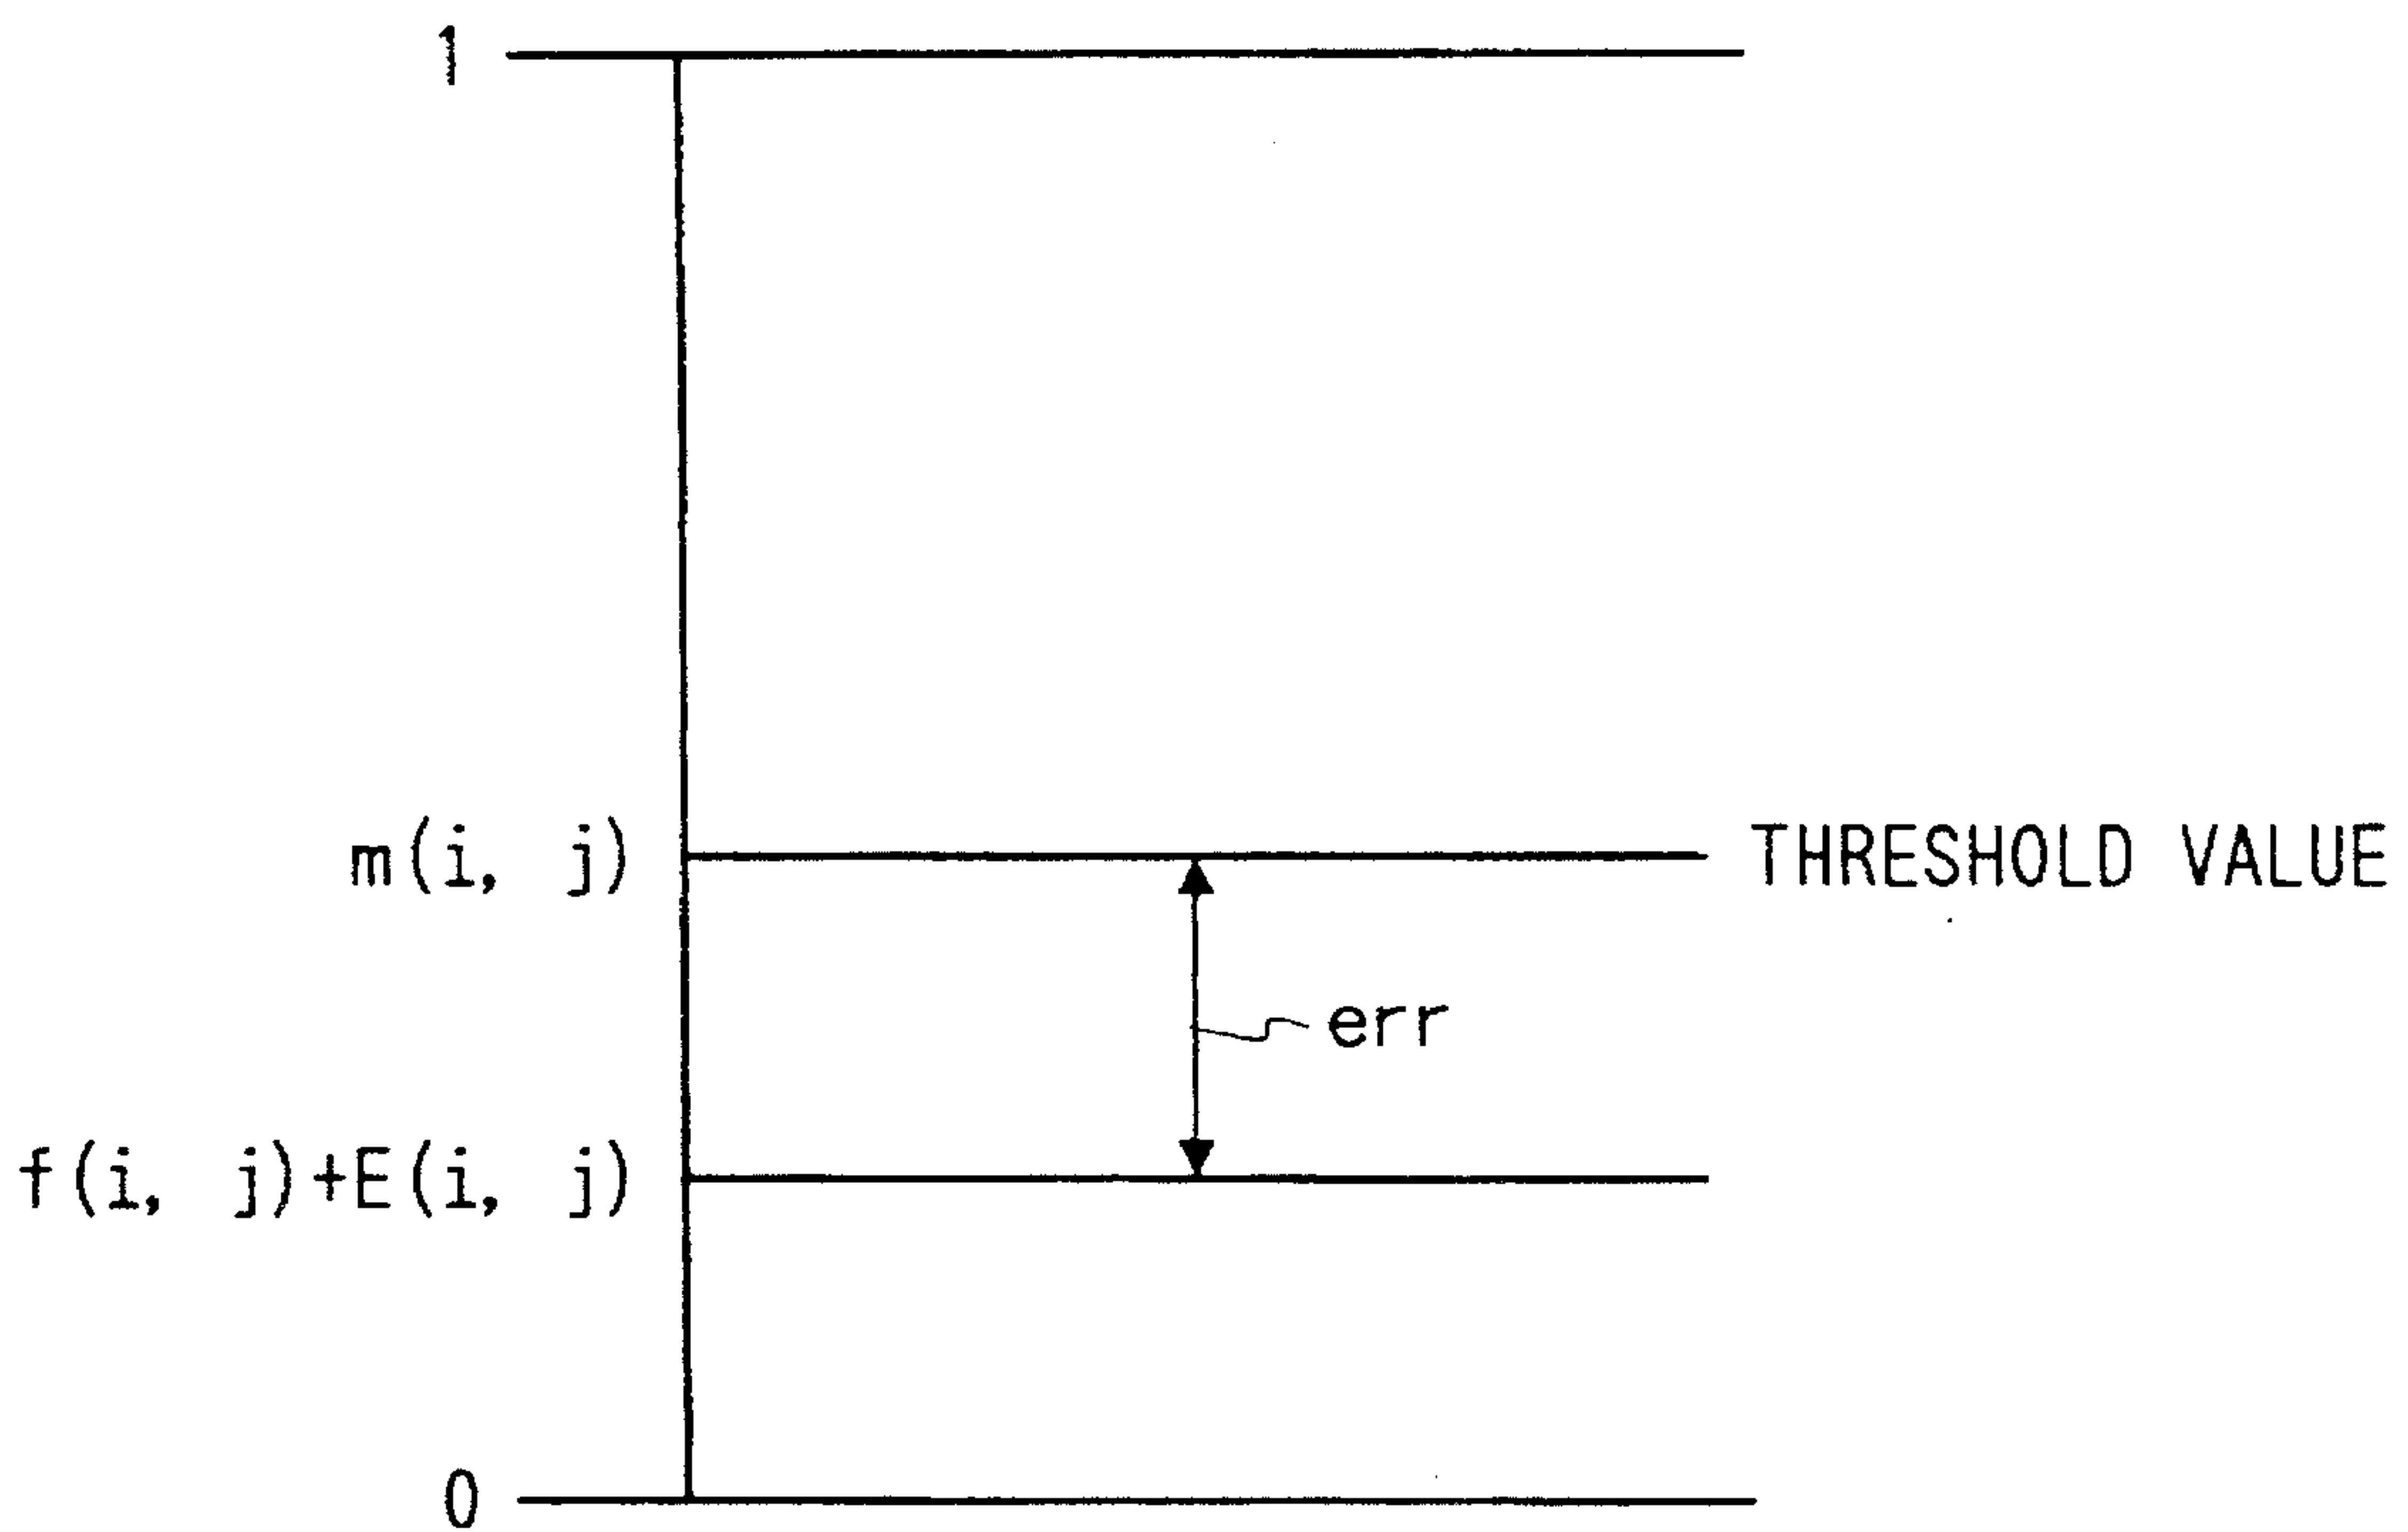 1
m(i, j) THRESHOLD VALUE
err
f(i, j)+E(i, j)
0